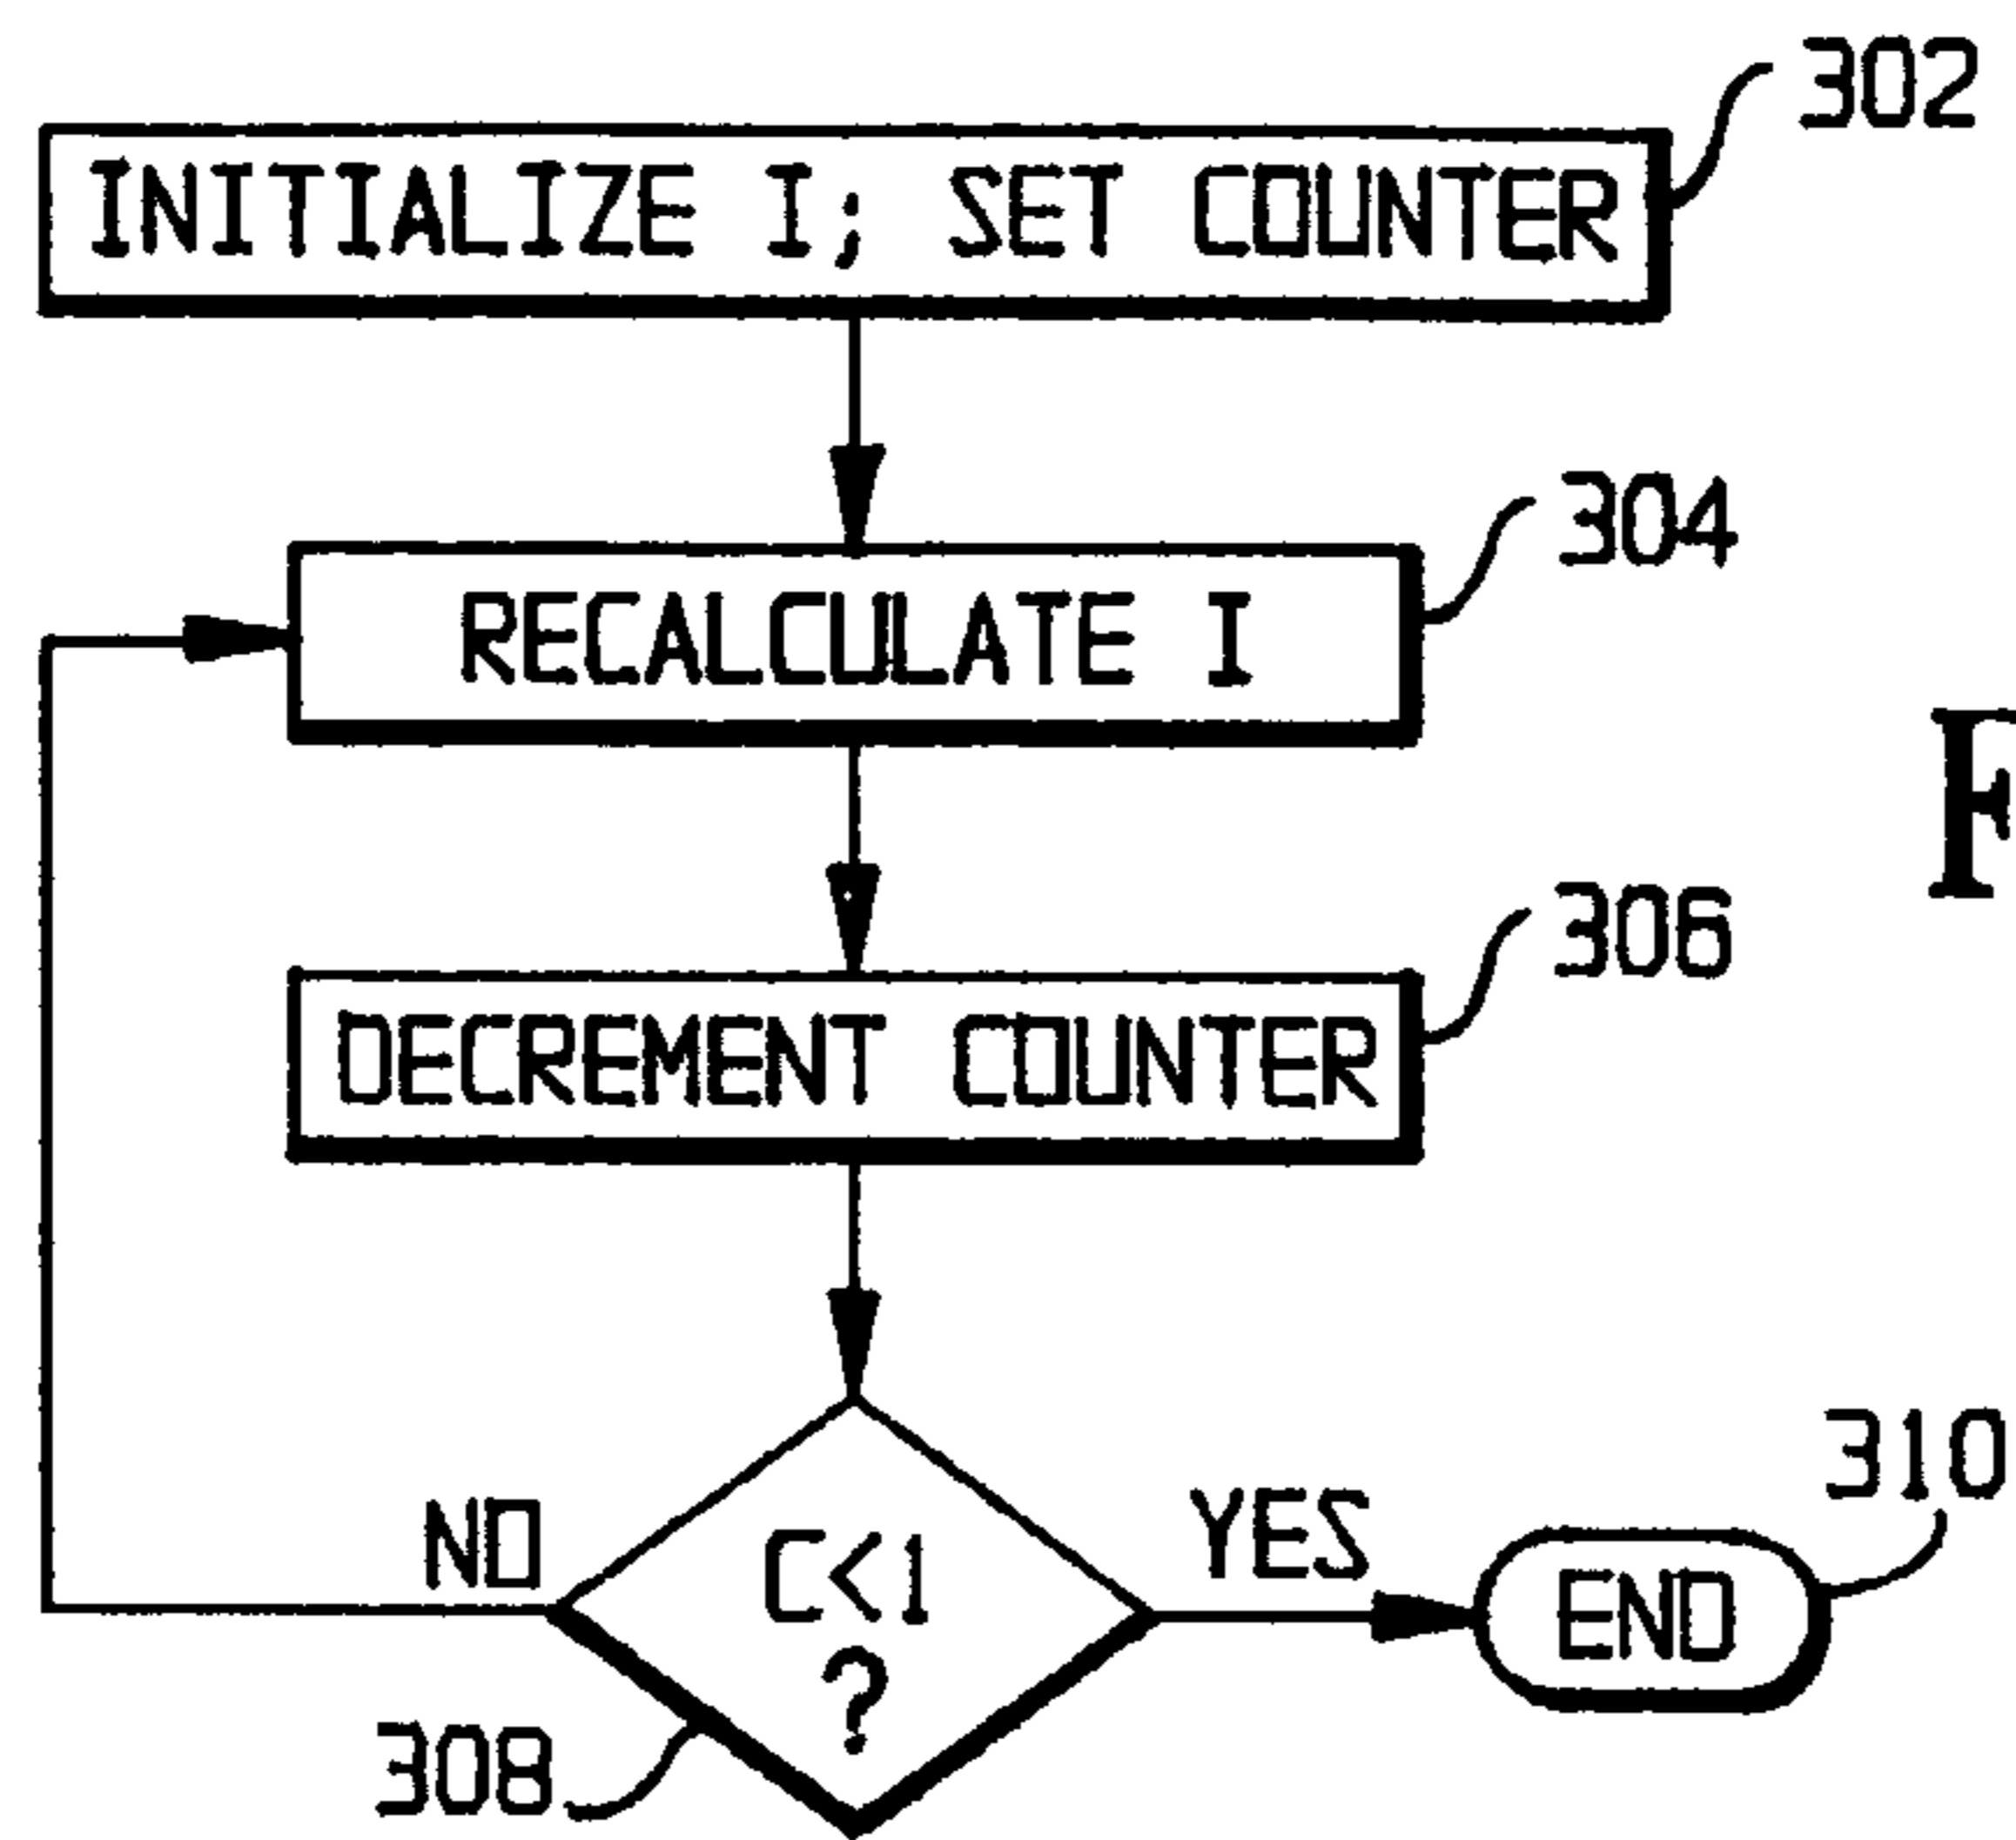 302
INITIALIZE I; SET COUNTER
304
RECALCULATE I
F
306
DECREMENT COUNTER
310
NO
YES
C<1
?
END
308